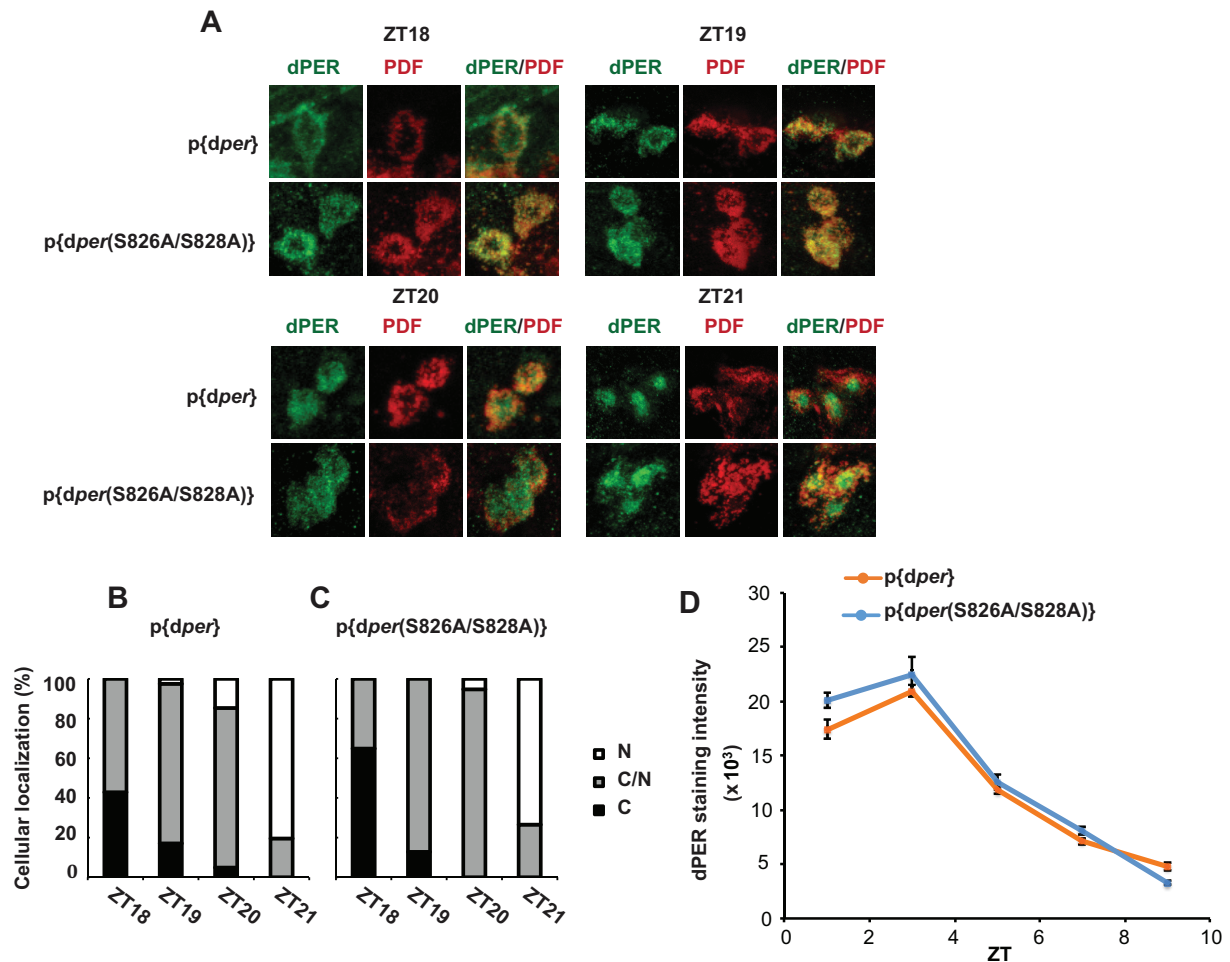 A
ZT18
ZT19
dPER PDF dPER/PDF dPER PDF dPER/PDF
p{dper}
p{dper(S826A/S828A)}
ZT20
ZT21
dPER PDF dPER/PDF dPER PDF dPER/PDF
p{dper}
p{dper(S826A/S828A)}
B
p{dper}
Cellular localization (%)
100
80
60
40
20
0
ZT18 ZT19 ZT20 ZT21
C
p{dper(S826A/S828A)}
ZT18 ZT19 ZT20 ZT21
N
C/N
C
D
p{dper}
p{dper(S826A/S828A)}
dPER staining intensity
(x 10³)
30
25
20
15
10
5
0
0 2 4 6 8 10
ZT